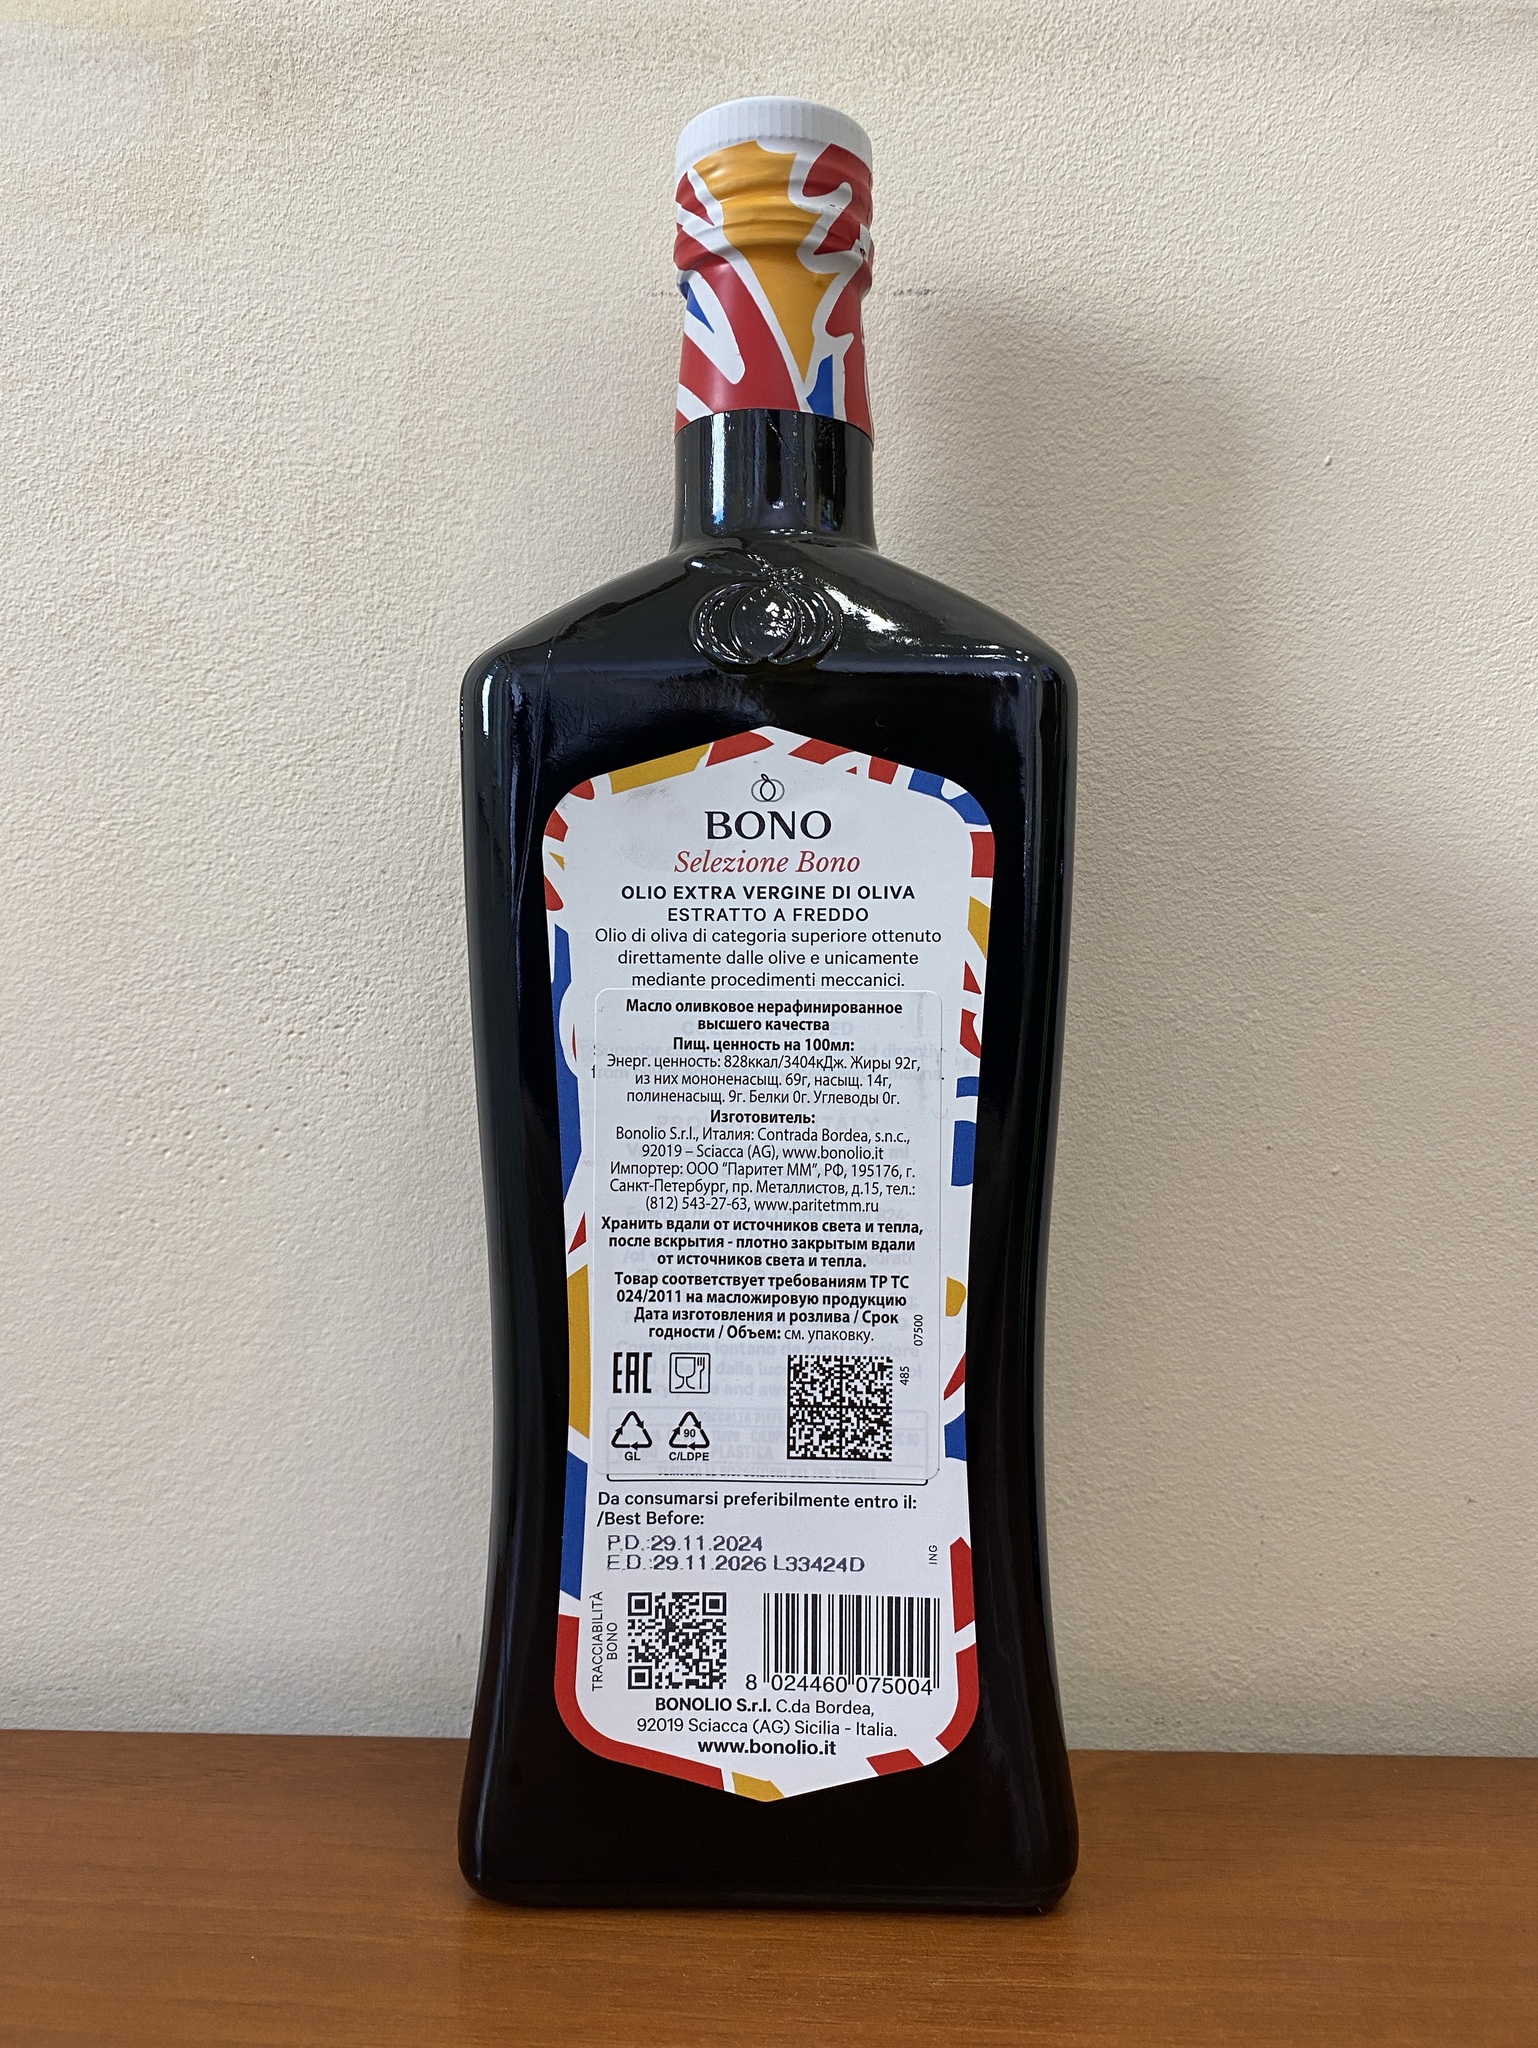 BONO
Selezione Bono
OLIO EXTRA VERGINE DI OLIVA
ESTRATTO A FREDDO
Olio di oliva di categoria superiore ottenuto
direttamente dalle olive e unicamente
mediante procedimenti meccanici.
Масло оливковое нерафинированное
высшего качества
Пищ. ценность на 100мл:
Энерг. ценность: 828ккал/3404кДж. Жиры 92г,
из них мононенасыщ. 69г, насыщ. 14г,
полиненасыщ. 9г. Белки 0г. Углеводы 0г.
Изготовитель:
Bonolio S.r.l., Италия: Contrada Bordea, s.n.c.,
92019 – Sciacca (AG), www.bonolio.it
Импортер: ООО "Паритет ММ", РФ, 195176, г.
Санкт-Петербург, пр. Металлистов, д.15, тел.:
(812) 543-27-63, www.paritetmm.ru
Хранить вдали от источников света и тепла,
после вскрытия - плотно закрытым вдали
от источников света и тепла.
Товар соответствует требованиям ТР ТС
024/2011 на масложировую продукцию
Дата изготовления и розлива / Срок
годности / Объем: см. упаковку.
07500
485
EAC
GL
90
C/LDPE
Da consumarsi preferibilmente entro il:
/Best Before:
P.D.:29.11.2024
E.D.:29.11.2026 L33424D
ING
TRACCIABILITÀ
BONO
8 024460 075004
BONOLIO S.r.l. C.da Bordea,
92019 Sciacca (AG) Sicilia - Italia.
www.bonolio.it